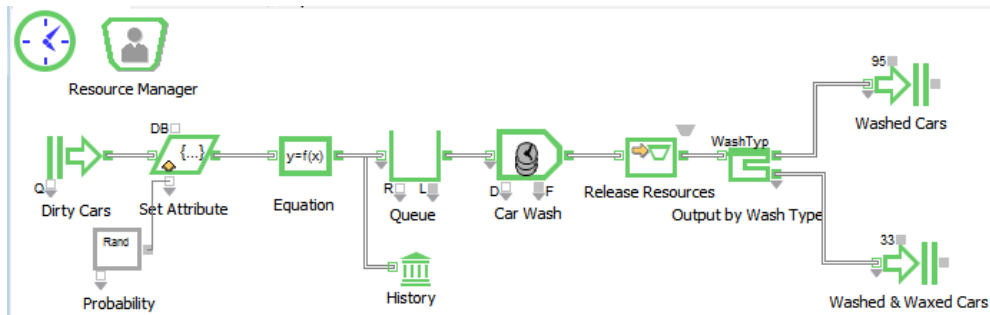 Resource Manager
95
Washed Cars
DB
{...}
y=f(x)
WashTyp
Q
R
L
D
F
Dirty Cars
Set Attribute
Equation
Queue
Car Wash
Release Resources
Output by Wash Type
Rand
Probability
History
33
Washed & Waxed Cars